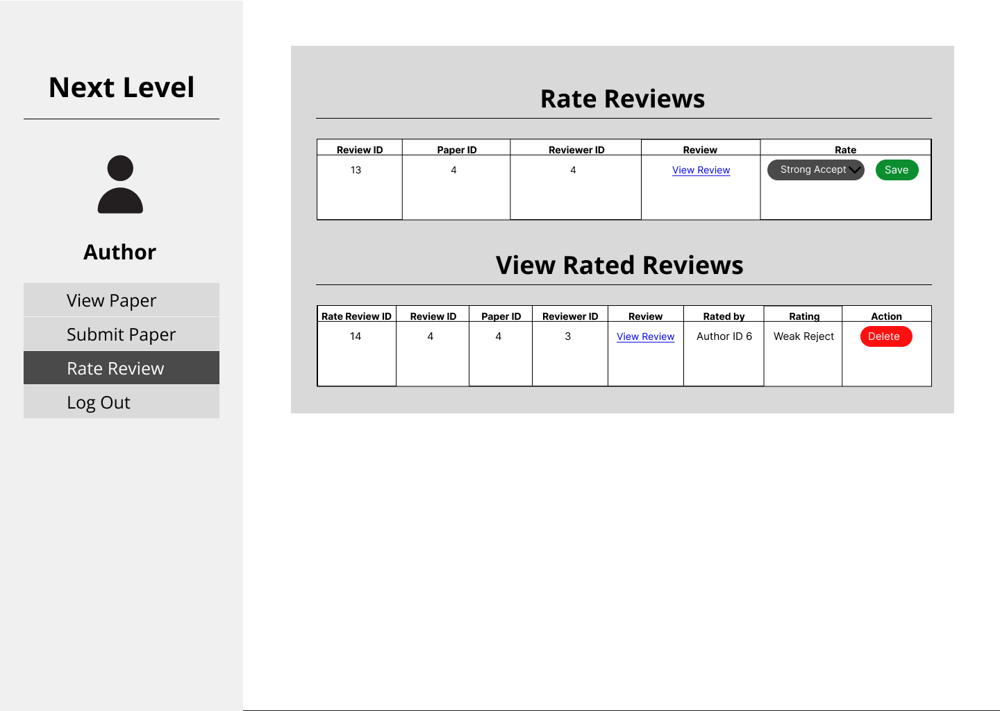 Next Level
Author
View Paper
Submit Paper
Rate Review
Log Out
Rate Reviews
Review ID Paper ID Reviewer ID Review Rate
13 4 4 View Review Strong Accept Save
View Rated Reviews
Rate Review ID Review ID Paper ID Reviewer ID Review Rated by Rating Action
14 4 4 3 View Review Author ID 6 Weak Reject Delete